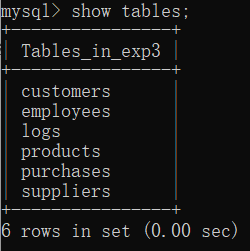 mysql> show tables;
+----------------+
| Tables_in_exp3 |
+----------------+
| customers      |
| employees      |
| logs           |
| products       |
| purchases      |
| suppliers      |
+----------------+
6 rows in set (0.00 sec)